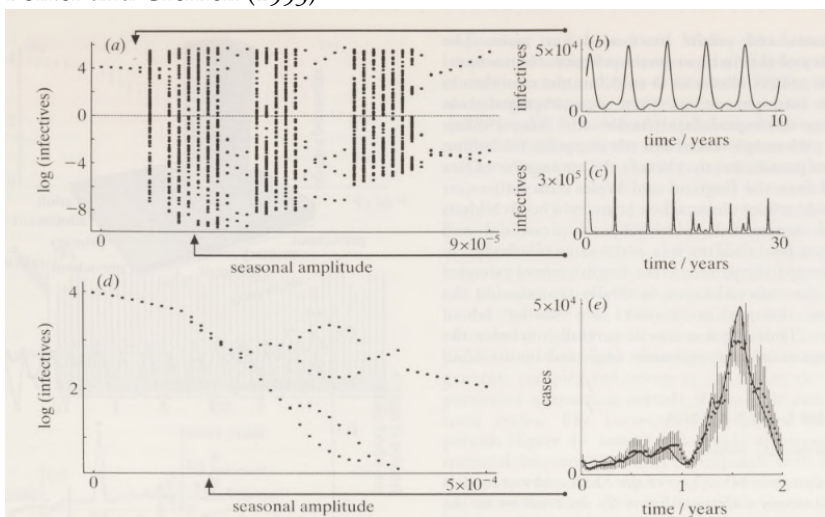 (a)
log (infectives)
4
0
−4
−8
0
9×10⁻⁵
seasonal amplitude
(b)
infectives
5×10⁴
0
0
10
time / years
(c)
infectives
3×10⁵
0
0
30
time / years
(d)
log (infectives)
4
2
0
5×10⁻⁴
seasonal amplitude
(e)
cases
5×10⁴
0
0
1
2
time / years